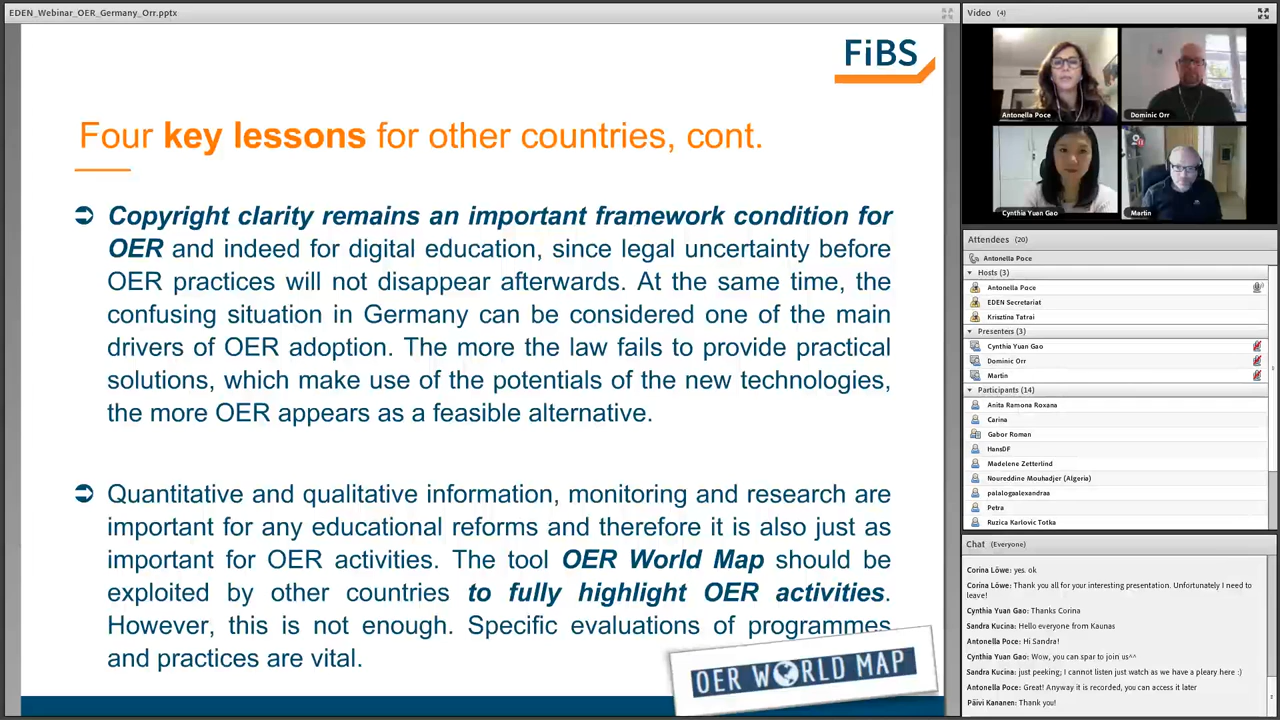 EDEN_Webinar_OER_Germany_Orr.pptx
FiBS
Four key lessons for other countries, cont.
Copyright clarity remains an important framework condition for
OER and indeed for digital education, since legal uncertainty before
OER practices will not disappear afterwards. At the same time, the
confusing situation in Germany can be considered one of the main
drivers of OER adoption. The more the law fails to provide practical
solutions, which make use of the potentials of the new technologies,
the more OER appears as a feasible alternative.
Quantitative and qualitative information, monitoring and research are
important for any educational reforms and therefore it is also just as
important for OER activities. The tool OER World Map should be
exploited by other countries to fully highlight OER activities.
However, this is not enough. Specific evaluations of programmes
and practices are vital.
OER WORLD MAP
Video (4)
Antonella Poce
Dominic Orr
Cynthia Yuan Gao
Martin
Attendees (20)
Antonella Poce
Hosts (3)
Antonella Poce
EDEN Secretariat
Krisztina Tatrai
Presenters (3)
Cynthia Yuan Gao
Dominic Orr
Martin
Participants (14)
Anita Ramona Roxana
Carina
Gabor Roman
HansDF
Madelene Zetterlind
Noureddine Mouhadjer (Algeria)
palalogaalexandraa
Petra
Ruzica Karlovic Totka
Chat (Everyone)
Corina Löwe: yes. ok
Corina Löwe: Thank you all for your interesting presentation. Unfortunately I need to
leave!
Cynthia Yuan Gao: Thanks Corina
Sandra Kucina: Hello everyone from Kaunas
Antonella Poce: Hi Sandra!
Cynthia Yuan Gao: Wow, you can spar to join us^^
Sandra Kucina: just peeking; I cannot listen just watch as we have a pleary here :)
Antonella Poce: Great! Anyway it is recorded, you can access it later
Päivi Kananen: Thank you!